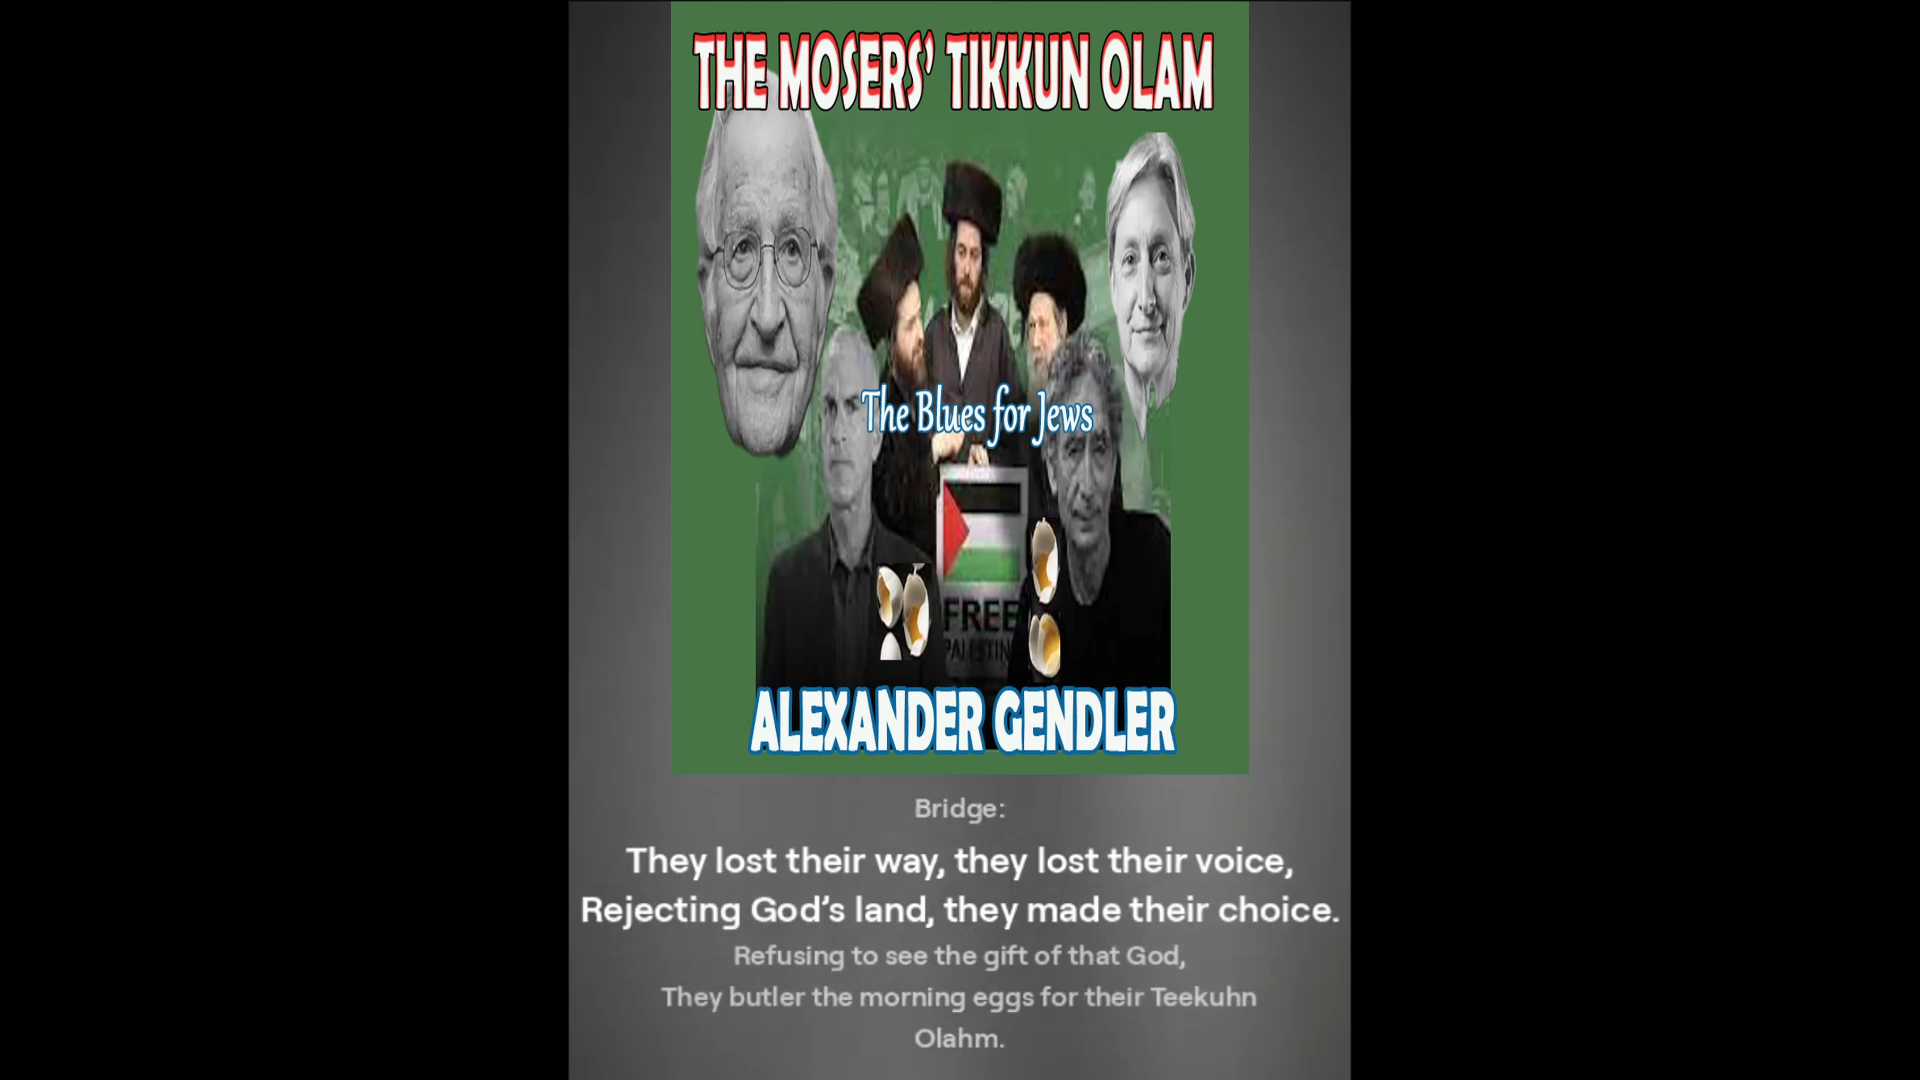 THE MOSERS’ TIKKUN OLAM
The Blues for Jews
FREE
PALESTIN
ALEXANDER GENDLER
Bridge:
They lost their way, they lost their voice,
Rejecting God’s land, they made their choice.
Refusing to see the gift of that God,
They butler the morning eggs for their Teekuhn
Olahm.